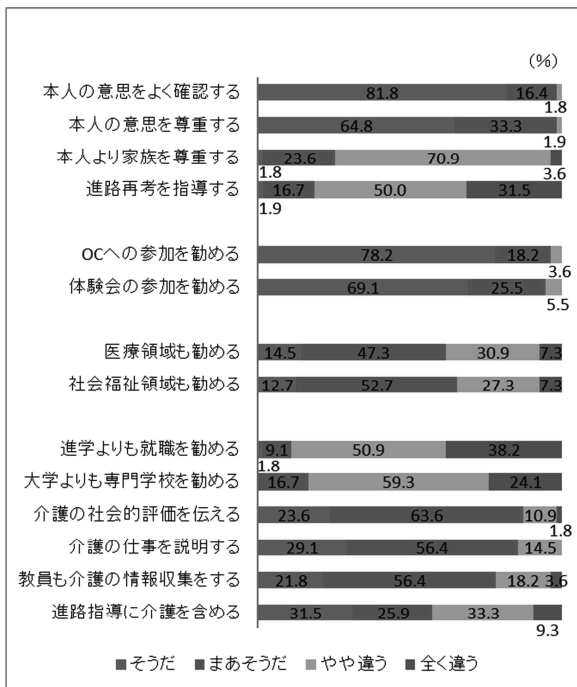 (%)
本人の意思をよく確認する 81.8 16.4 1.8
本人の意思を尊重する 64.8 33.3 1.9
本人より家族を尊重する 1.8 23.6 70.9 3.6
進路再考を指導する 1.9 16.7 50.0 31.5
OCへの参加を勧める 78.2 18.2 3.6
体験会の参加を勧める 69.1 25.5 5.5
医療領域も勧める 14.5 47.3 30.9 7.3
社会福祉領域も勧める 12.7 52.7 27.3 7.3
進学よりも就職を勧める 1.8 9.1 50.9 38.2
大学よりも専門学校を勧める 16.7 59.3 24.1
介護の社会的評価を伝える 23.6 63.6 10.9 1.8
介護の仕事を説明する 29.1 56.4 14.5
教員も介護の情報収集をする 21.8 56.4 18.2 3.6
進路指導に介護を含める 31.5 25.9 33.3 9.3
そうだ まあそうだ やや違う 全く違う